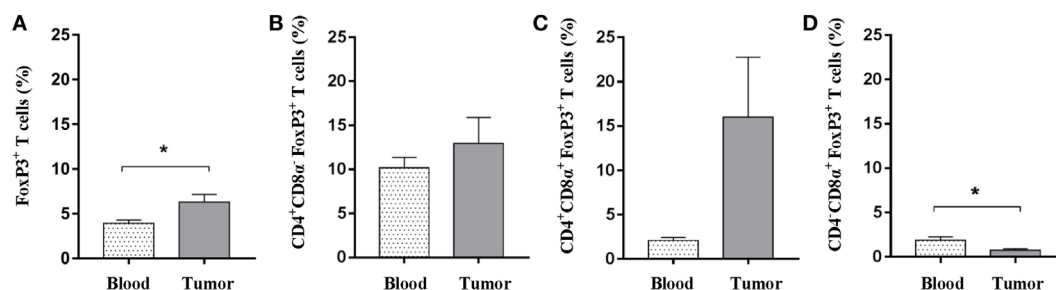 A
FoxP3⁺ T cells (%)
25
20
15
10
5
0
*
Blood Tumor
B
CD4⁺CD8α⁻ FoxP3⁺ T cells (%)
25
20
15
10
5
0
Blood Tumor
C
CD4⁺CD8α⁺ FoxP3⁺ T cells (%)
25
20
15
10
5
0
Blood Tumor
D
CD4⁻CD8α⁺ FoxP3⁺ T cells (%)
25
20
15
10
5
0
*
Blood Tumor